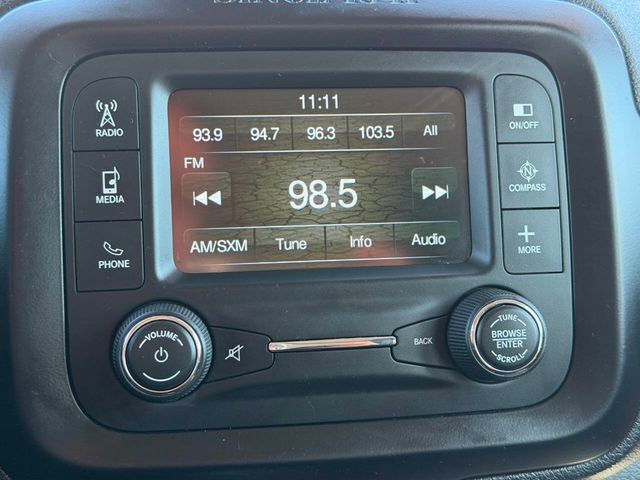 11:11
93.9 94.7 96.3 103.5 All
FM
98.5
AM/SXM Tune Info Audio
RADIO
MEDIA
PHONE
ON/OFF
COMPASS
MORE
VOLUME
BACK
TUNE
BROWSE
ENTER
SCROLL